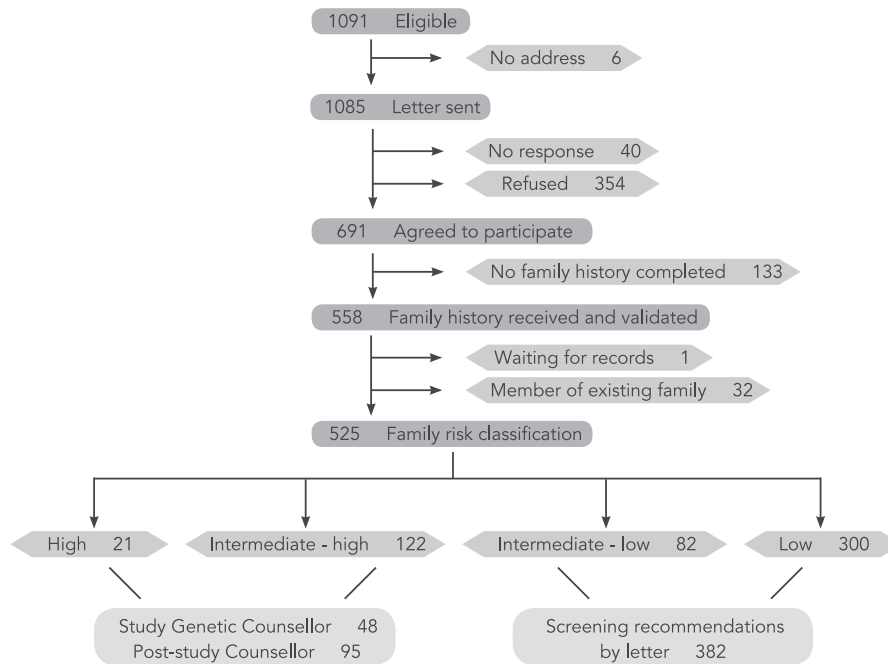 1091 Eligible
No address 6
1085 Letter sent
No response 40
Refused 354
691 Agreed to participate
No family history completed 133
558 Family history received and validated
Waiting for records 1
Member of existing family 32
525 Family risk classification
High 21
Intermediate - high 122
Intermediate - low 82
Low 300
Study Genetic Counsellor 48
Post-study Counsellor 95
Screening recommendations
by letter 382